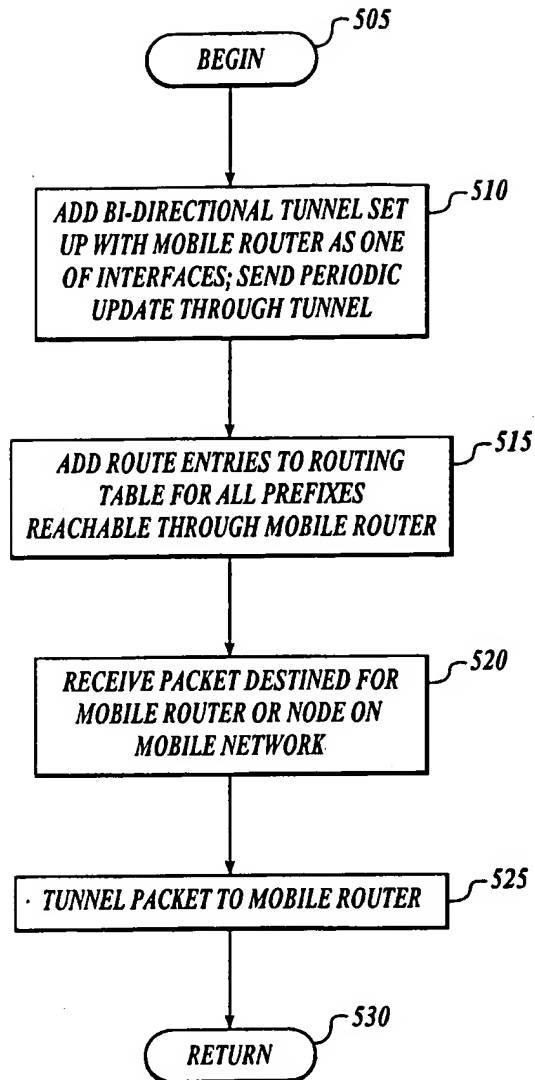 505
BEGIN
510
ADD BI-DIRECTIONAL TUNNEL SET
UP WITH MOBILE ROUTER AS ONE
OF INTERFACES; SEND PERIODIC
UPDATE THROUGH TUNNEL
515
ADD ROUTE ENTRIES TO ROUTING
TABLE FOR ALL PREFIXES
REACHABLE THROUGH MOBILE ROUTER
520
RECEIVE PACKET DESTINED FOR
MOBILE ROUTER OR NODE ON
MOBILE NETWORK
525
TUNNEL PACKET TO MOBILE ROUTER
530
RETURN